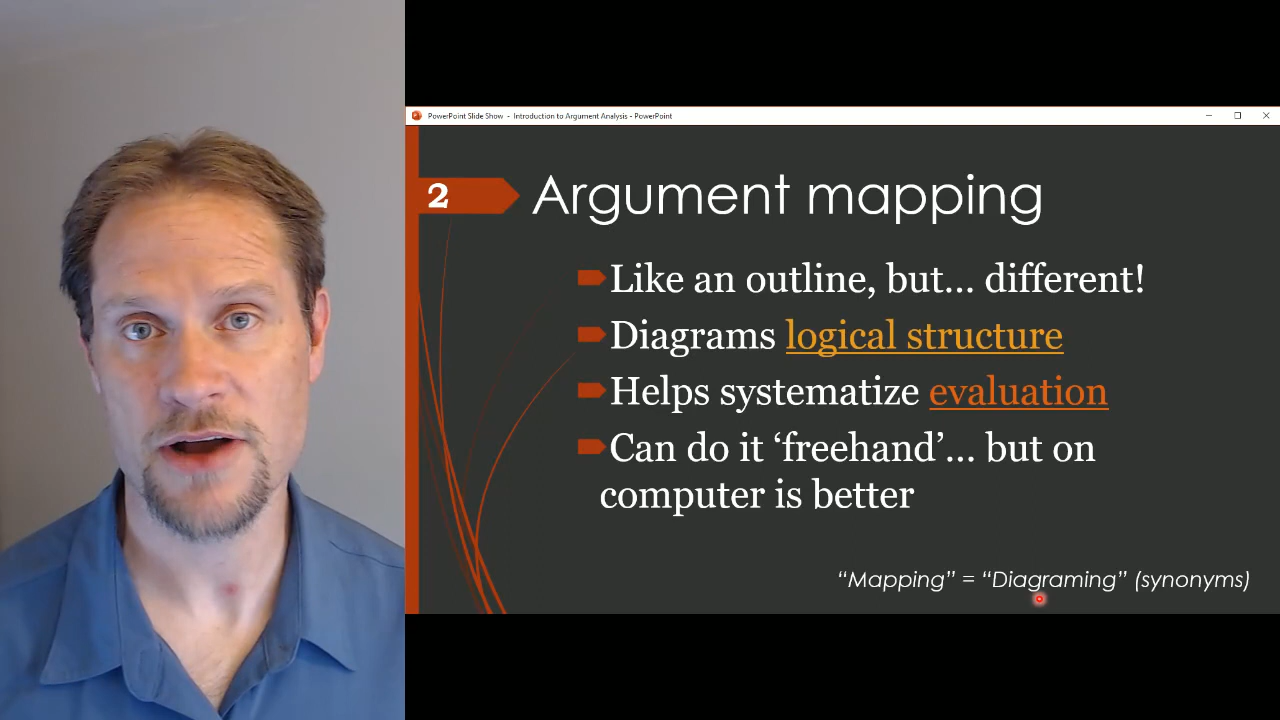 PowerPoint Slide Show - Introduction to Argument Analysis - PowerPoint
2
Argument mapping
Like an outline, but... different!
Diagrams logical structure
Helps systematize evaluation
Can do it ‘freehand’... but on
computer is better
“Mapping” = “Diagraming” (synonyms)